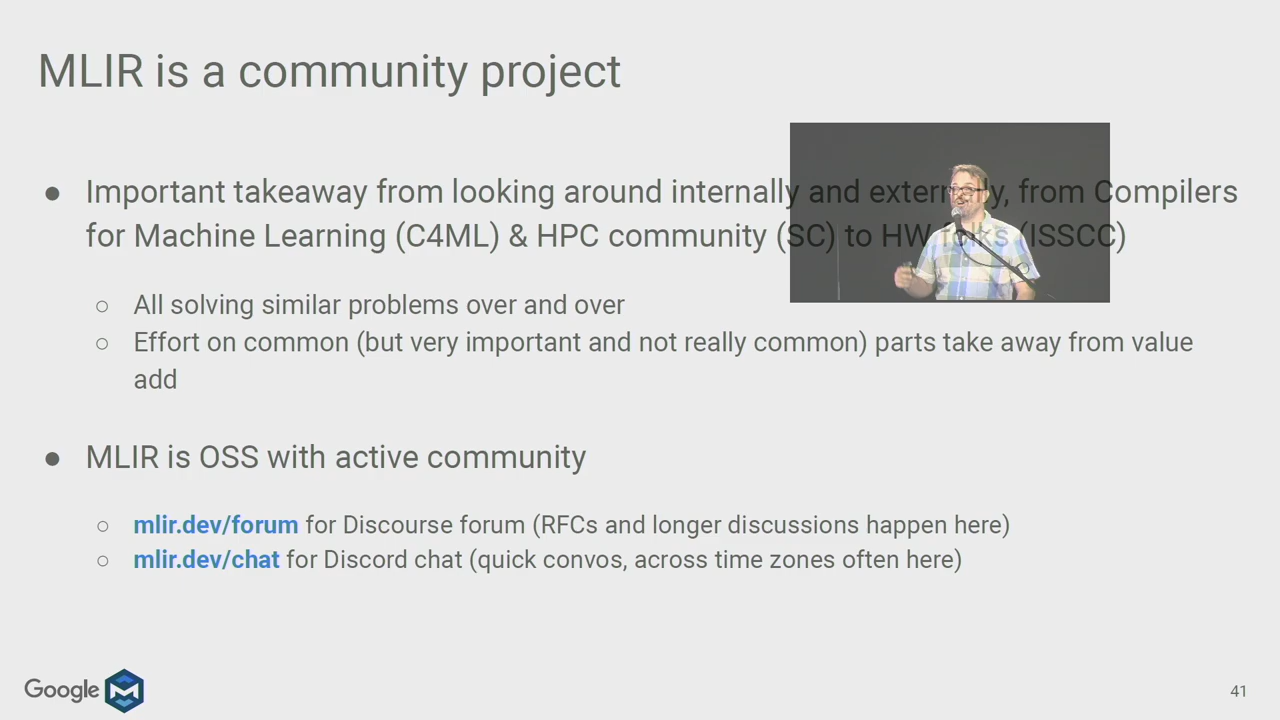 MLIR is a community project
● Important takeaway from looking around internally and externally, from Compilers
for Machine Learning (C4ML) & HPC community (SC) to HW folks (ISSCC)
○ All solving similar problems over and over
○ Effort on common (but very important and not really common) parts take away from value
add
● MLIR is OSS with active community
○ mlir.dev/forum for Discourse forum (RFCs and longer discussions happen here)
○ mlir.dev/chat for Discord chat (quick convos, across time zones often here)
Google
41